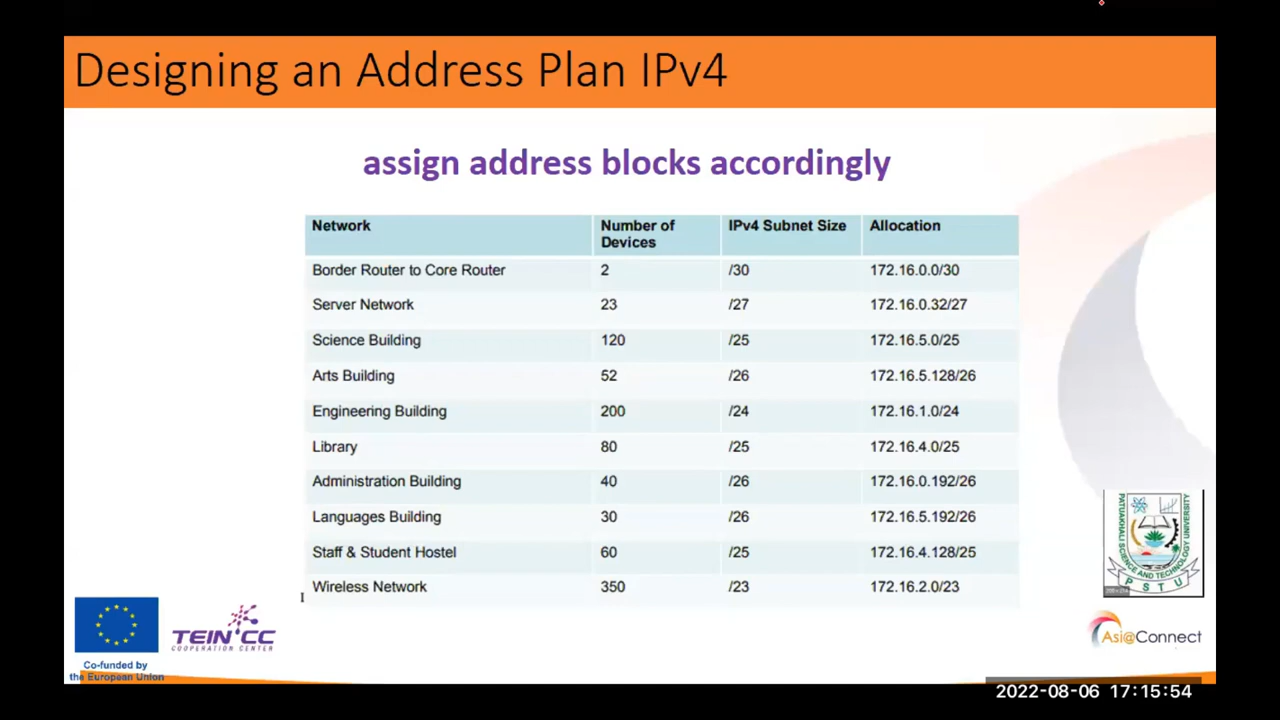 Designing an Address Plan IPv4
assign address blocks accordingly
Network Number of Devices IPv4 Subnet Size Allocation
Border Router to Core Router 2 /30 172.16.0.0/30
Server Network 23 /27 172.16.0.32/27
Science Building 120 /25 172.16.5.0/25
Arts Building 52 /26 172.16.5.128/26
Engineering Building 200 /24 172.16.1.0/24
Library 80 /25 172.16.4.0/25
Administration Building 40 /26 172.16.0.192/26
Languages Building 30 /26 172.16.5.192/26
Staff & Student Hostel 60 /25 172.16.4.128/25
Wireless Network 350 /23 172.16.2.0/23
PATUAKHALI SCIENCE AND TECHNOLOGY UNIVERSITY
PSTU
Co-funded by
the European Union
TEIN*CC
COOPERATION CENTER
Asi@Connect
2022-08-06 17:15:54